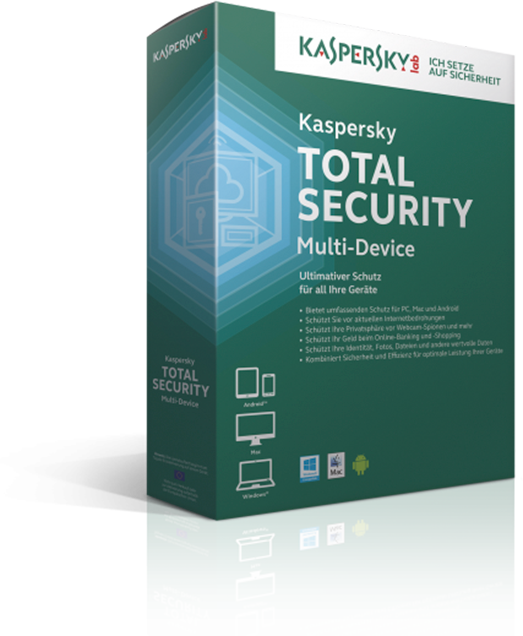 KASPERSKY
KASPERSKY lab
ICH SETZE
AUF SICHERHEIT
Kaspersky
TOTAL
SECURITY
Multi-Device
Ultimativer Schutz
für all Ihre Geräte
• Bietet umfassenden Schutz für PC, Mac und Android
• Schützt Sie vor aktuellen Internetbedrohungen
• Schützt Ihre Privatsphäre vor Webcam-Spionen und mehr
• Schützt Ihr Geld beim Online-Banking und -Shopping
• Schützt Ihre Identität, Fotos, Dateien und andere wertvolle Daten
• Kombiniert Sicherheit und Effizienz für optimale Leistung Ihrer Geräte
Kaspersky
TOTAL
SECURITY
Multi-Device
Android™
Mac
Windows™
Mac